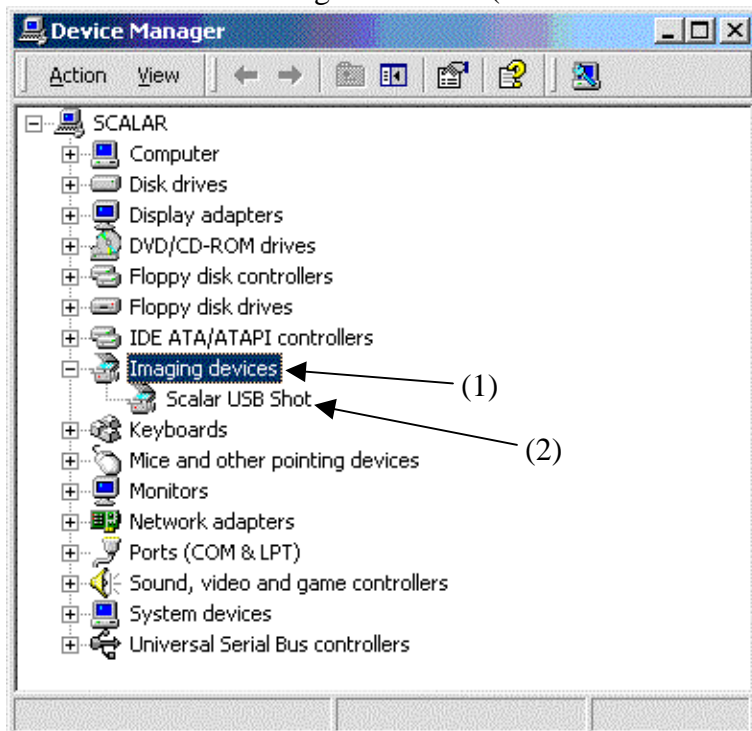 Device Manager
Action View
SCALAR
Computer
Disk drives
Display adapters
DVD/CD-ROM drives
Floppy disk controllers
Floppy disk drives
IDE ATA/ATAPI controllers
Imaging devices
(1)
Scalar USB Shot
Keyboards
(2)
Mice and other pointing devices
Monitors
Network adapters
Ports (COM & LPT)
Sound, video and game controllers
System devices
Universal Serial Bus controllers